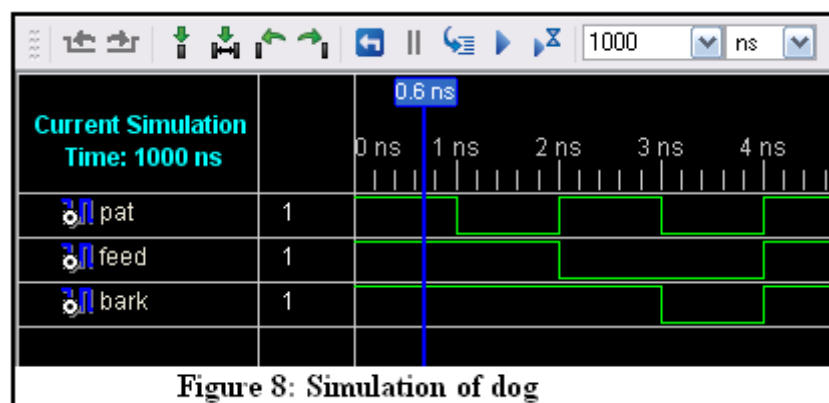 1000 ns
0.6 ns
Current Simulation
Time: 1000 ns
0 ns 1 ns 2 ns 3 ns 4 ns
pat 1
feed 1
bark 1
Figure 8: Simulation of dog